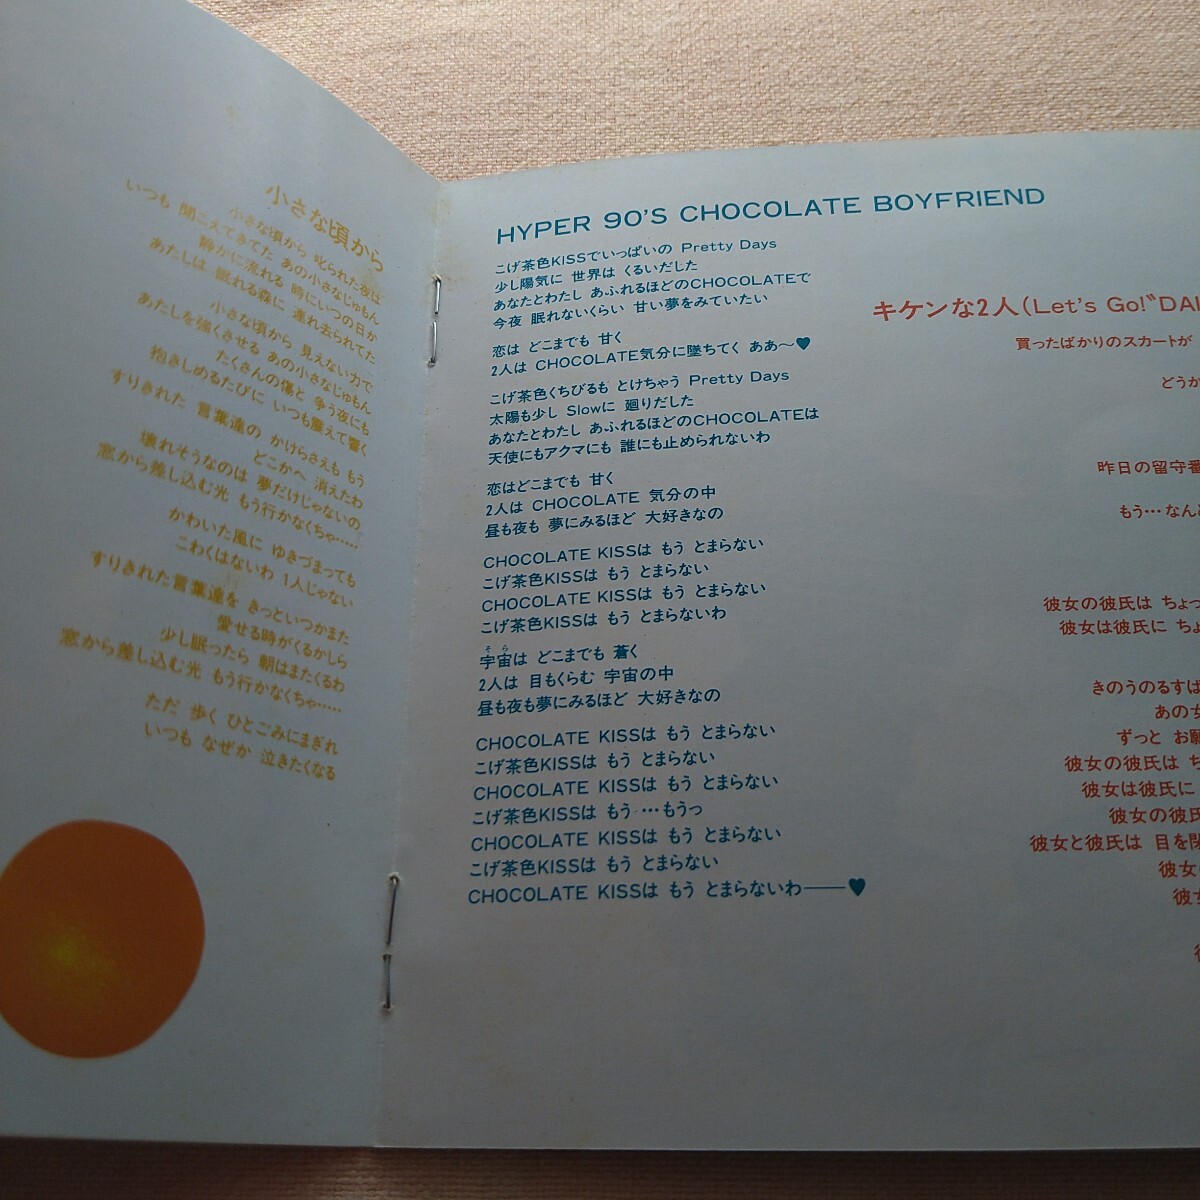 小さな頃から
小さな頃から 叱られた夜は
いつも 聞こえてきてた あの小さなじゅもん
静かに流れる 時にいつの日か
あたしは 眠れる森に 連れ去られてた
小さな頃から 見えない力で
あたしを強くさせる あの小さなじゅもん
たくさんの傷と 争う夜にも
抱きしめるたびに いつも震えて響く
すりきれた 言葉達の かけらさえも もう
どこかへ 消えたわ
壊れそうなのは 夢だけじゃないの
窓から差し込む光 もう行かなくちゃ‥‥‥
かわいた風に ゆきづまっても
こわくはないわ 1人じゃない
すりきれた言葉達を きっといつかまた
愛せる時がくるかしら
少し眠ったら 朝はまたくるわ
窓から差し込む光 もう行かなくちゃ‥‥‥
ただ 歩く ひとごみにまぎれ
いつも なぜか 泣きたくなる
HYPER 90'S CHOCOLATE BOYFRIEND
こげ茶色KISSでいっぱいの Pretty Days
少し陽気に 世界は くるいだした
あなたとわたし あふれるほどのCHOCOLATEで
今夜 眠れないくらい 甘い夢をみていたい
恋は どこまでも 甘く
2人は CHOCOLATE気分に墜ちてく ああ〜♥
こげ茶色くちびるも とけちゃう Pretty Days
太陽も少し Slowに 廻りだした
あなたとわたし あふれるほどのCHOCOLATEは
天使にもアクマにも 誰にも止められないわ
恋はどこまでも 甘く
2人は CHOCOLATE 気分の中
昼も夜も 夢にみるほど 大好きなの
CHOCOLATE KISSは もう とまらない
こげ茶色KISSは もう とまらない
CHOCOLATE KISSは もう とまらない
こげ茶色KISSは もう とまらないわ
そら
宇宙は どこまでも 蒼く
2人は 目もくらむ 宇宙の中
昼も夜も夢にみるほど 大好きなの
CHOCOLATE KISSは もう とまらない
こげ茶色KISSは もう とまらない
CHOCOLATE KISSは もう とまらない
こげ茶色KISSは もう…もうっ
CHOCOLATE KISSは もう とまらない
こげ茶色KISSは もう とまらない
CHOCOLATE KISSは もう とまらないわ——♥
キケンな2人(Let's Go!〝DAI
買ったばかりのスカートが
どうか
昨日の留守番
もう…なんと
彼女の彼氏は ちょっ
彼女は彼氏に ちょ
きのうのるすば
あの女
ずっと お願
彼女の彼氏は ち
彼女は彼氏に
彼女の彼氏
彼女と彼氏は 目を閉
彼女
彼女